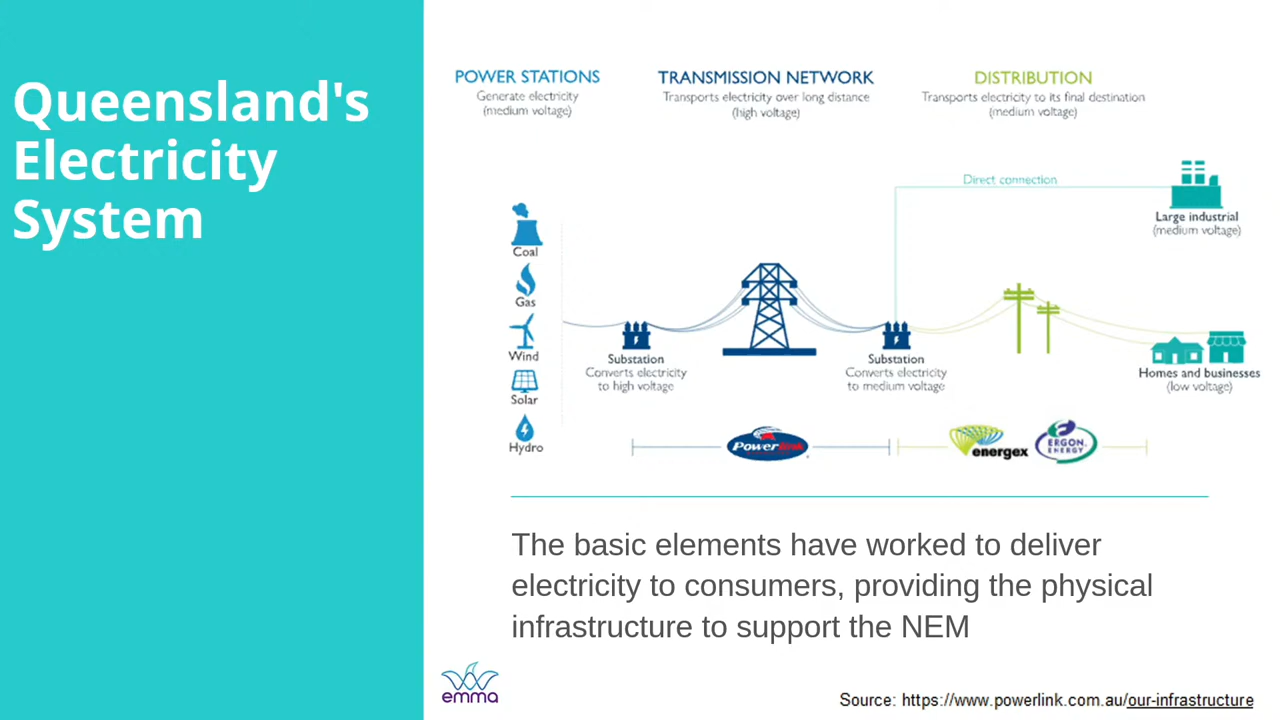 Queensland's
Electricity
System
POWER STATIONS
Generate electricity
(medium voltage)
TRANSMISSION NETWORK
Transports electricity over long distance
(high voltage)
DISTRIBUTION
Transports electricity to its final destination
(medium voltage)
Direct connection
Large industrial
(medium voltage)
Coal
Gas
Wind
Solar
Hydro
Substation
Converts electricity
to high voltage
Substation
Converts electricity
to medium voltage
Homes and businesses
(low voltage)
Powerlink
energex
ERGON
ENERGY
The basic elements have worked to deliver
electricity to consumers, providing the physical
infrastructure to support the NEM
emma
Source: https://www.powerlink.com.au/our-infrastructure